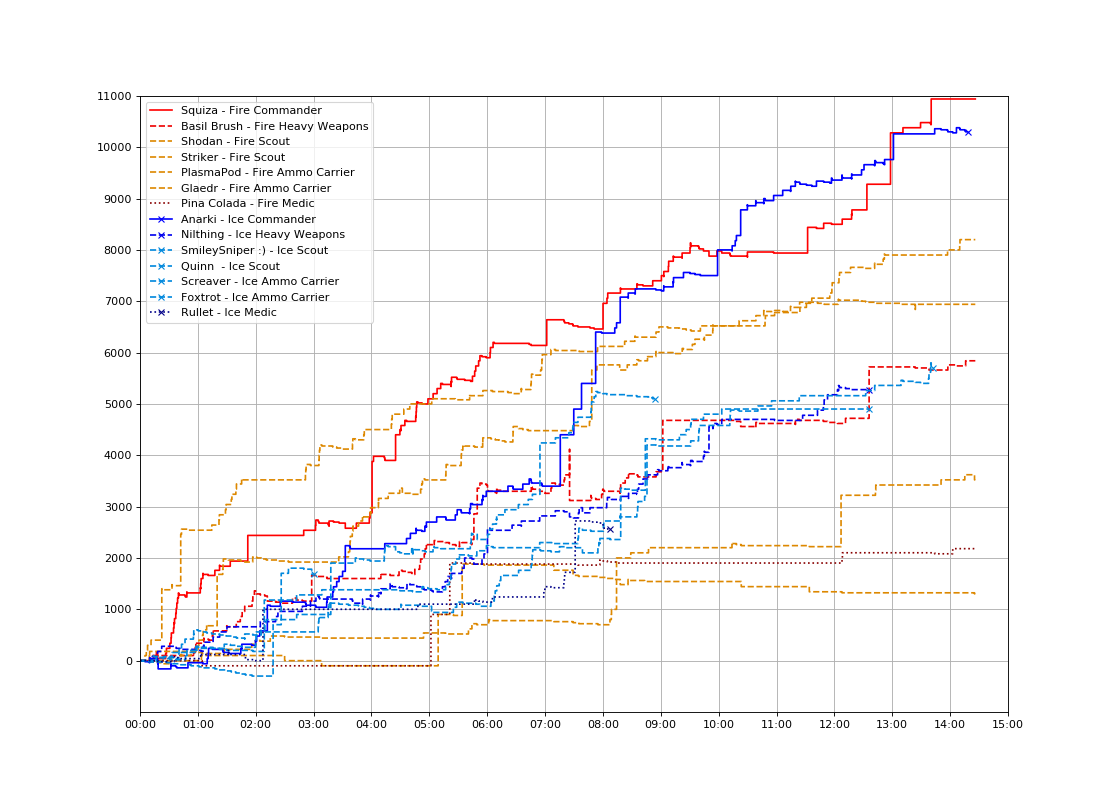 11000
10000
9000
8000
7000
6000
5000
4000
3000
2000
1000
0
Squiza - Fire Commander
Basil Brush - Fire Heavy Weapons
Shodan - Fire Scout
Striker - Fire Scout
PlasmaPod - Fire Ammo Carrier
Glaedr - Fire Ammo Carrier
Pina Colada - Fire Medic
Anarki - Ice Commander
Nilthing - Ice Heavy Weapons
SmileySniper :) - Ice Scout
Quinn  - Ice Scout
Screaver - Ice Ammo Carrier
Foxtrot - Ice Ammo Carrier
Rullet - Ice Medic
00:00 01:00 02:00 03:00 04:00 05:00 06:00 07:00 08:00 09:00 10:00 11:00 12:00 13:00 14:00 15:00